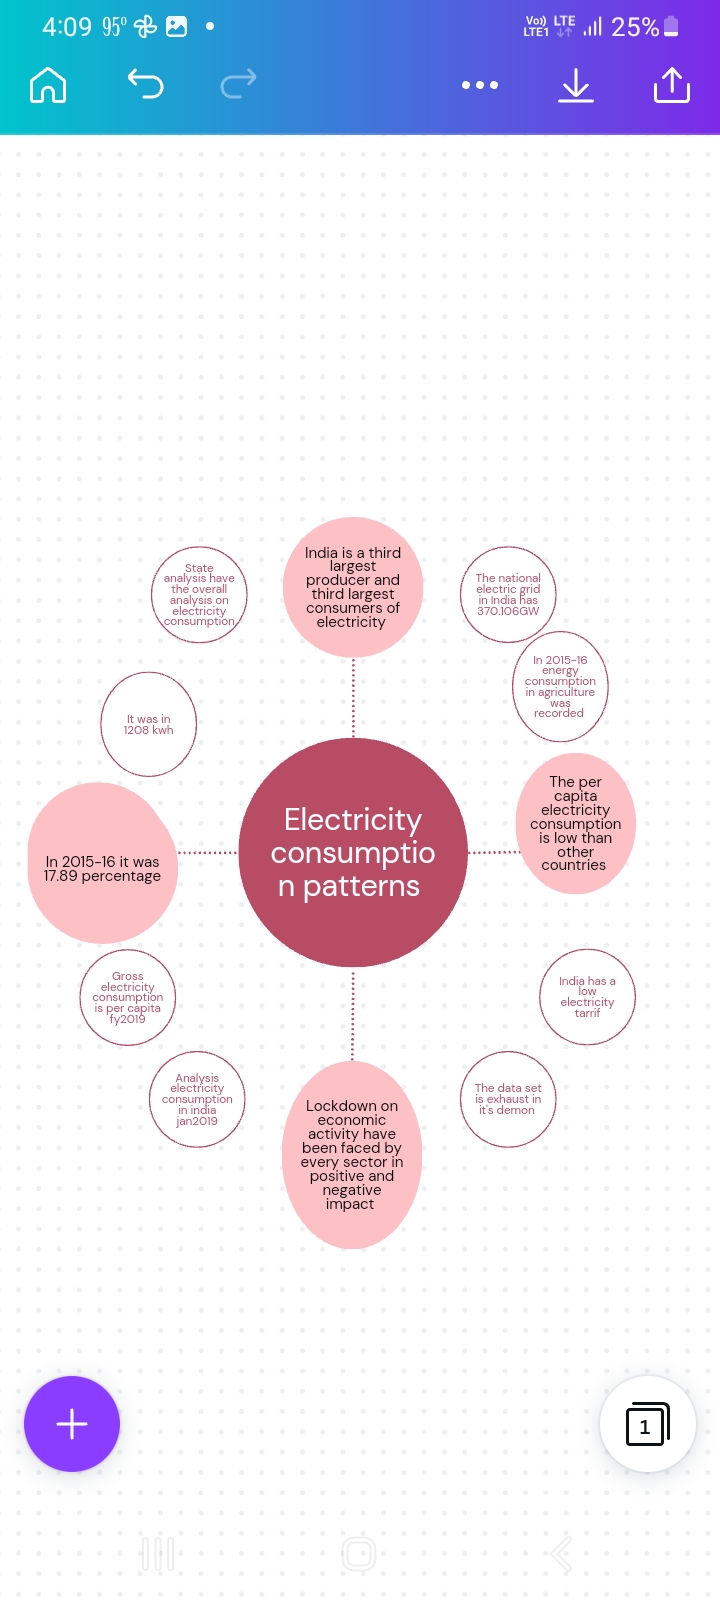 4:09 95°
Vo)) LTE
LTE1
25%
India is a third
largest
producer and
third largest
consumers of
electricity
State
analysis have
the overall
analysis on
electricity
consumption
The national
electric grid
in India has
370.106GW
In 2015-16
energy
consumption
in agriculture
was
recorded
It was in
1208 kwh
The per
capita
electricity
consumption
is low than
other
countries
Electricity
consumptio
n patterns
In 2015-16 it was
17.89 percentage
Gross
electricity
consumption
is per capita
fy2019
India has a
low
electricity
tarrif
Analysis
electricity
consumption
in india
jan2019
The data set
is exhaust in
it's demon
Lockdown on
economic
activity have
been faced by
every sector in
positive and
negative
impact
1